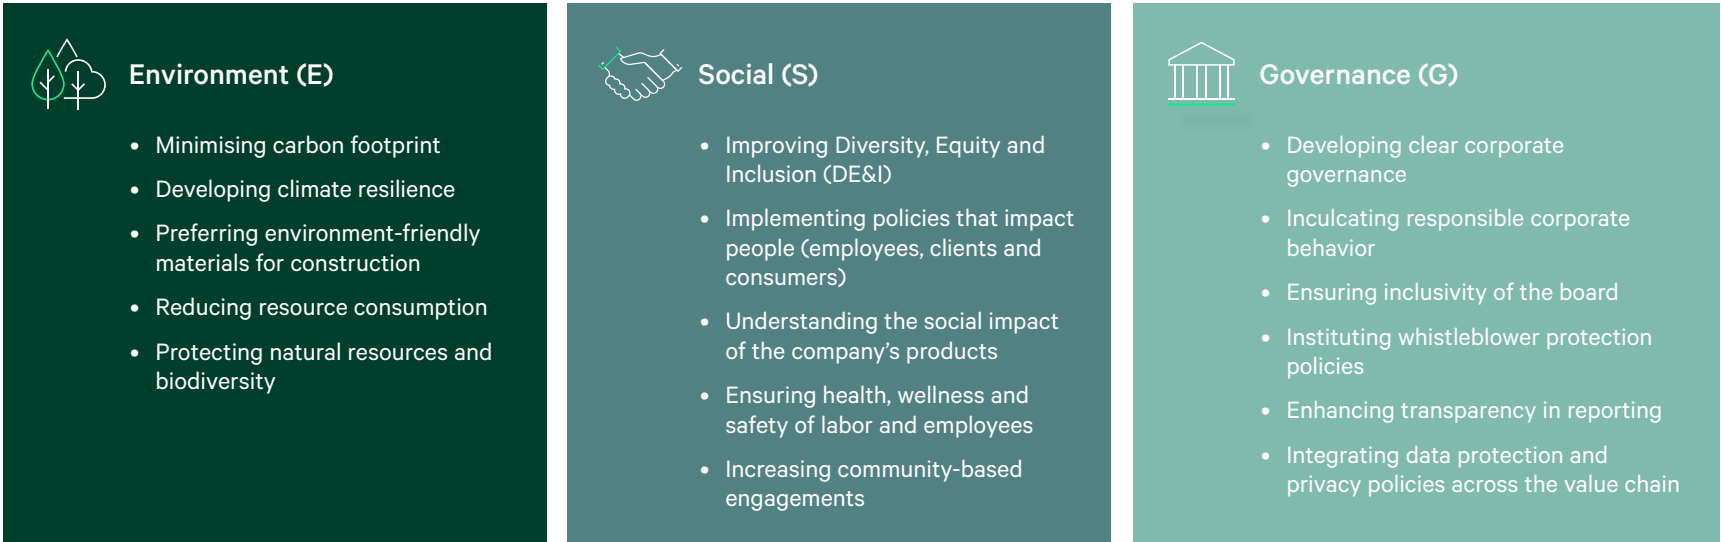 Environment (E)
• Minimising carbon footprint
• Developing climate resilience
• Preferring environment-friendly
materials for construction
• Reducing resource consumption
• Protecting natural resources and
biodiversity
Social (S)
• Improving Diversity, Equity and
Inclusion (DE&I)
• Implementing policies that impact
people (employees, clients and
consumers)
• Understanding the social impact
of the company’s products
• Ensuring health, wellness and
safety of labor and employees
• Increasing community-based
engagements
Governance (G)
• Developing clear corporate
governance
• Inculcating responsible corporate
behavior
• Ensuring inclusivity of the board
• Instituting whistleblower protection
policies
• Enhancing transparency in reporting
• Integrating data protection and
privacy policies across the value chain